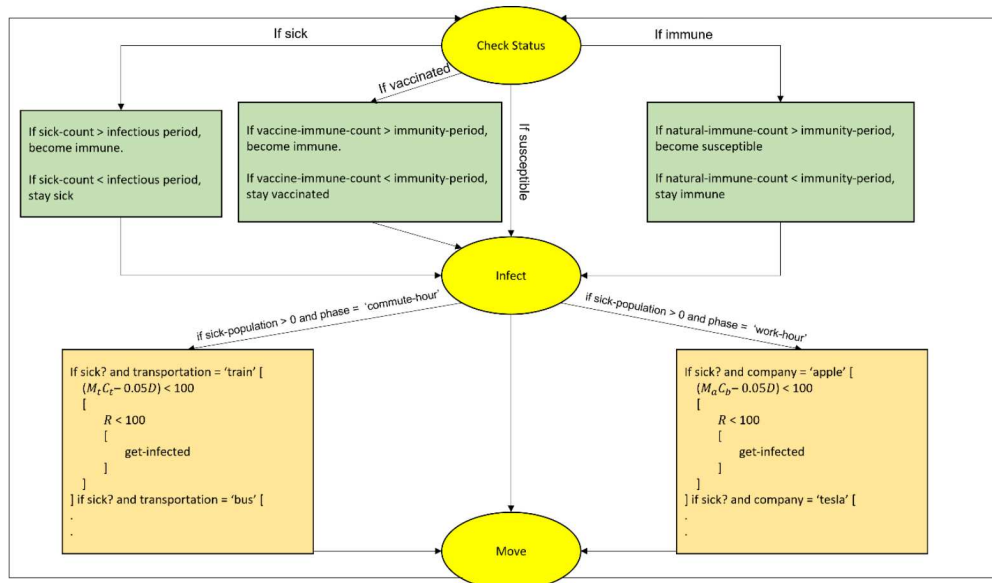 Check Status
If sick
If vaccinated
If susceptible
If immune
If sick-count > infectious period,
become immune.
If sick-count < infectious period,
stay sick
If vaccine-immune-count > immunity-period,
become immune.
If vaccine-immune-count < immunity-period,
stay vaccinated
If natural-immune-count > immunity-period,
become susceptible
If natural-immune-count < immunity-period,
stay immune
Infect
if sick-population > 0 and phase = ‘commute-hour’
if sick-population > 0 and phase = ‘work-hour’
If sick? and transportation = ‘train’ [
(MₜCₜ – 0.05D) < 100
[
R < 100
[
get-infected
]
]
] if sick? and transportation = ‘bus’ [
.
.
If sick? and company = ‘apple’ [
(MₐC_b – 0.05D) < 100
[
R < 100
[
get-infected
]
]
] if sick? and company = ‘tesla’ [
.
.
Move